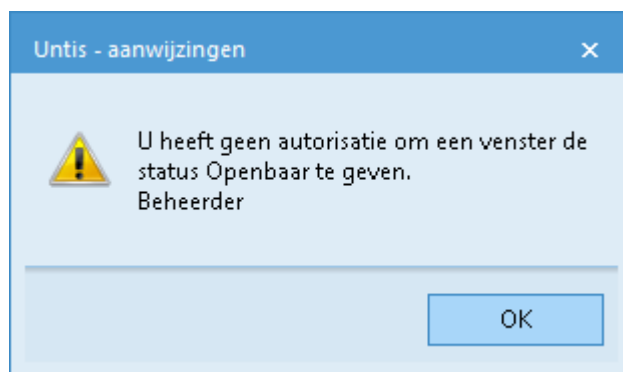 Untis - aanwijzingen
U heeft geen autorisatie om een venster de
status Openbaar te geven.
Beheerder
OK